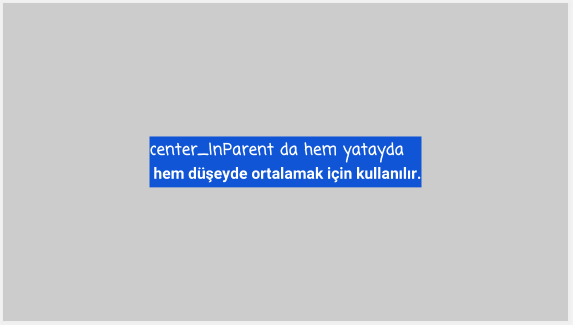 center_InParent da hem yatayda
hem düşeyde ortalamak için kullanılır.